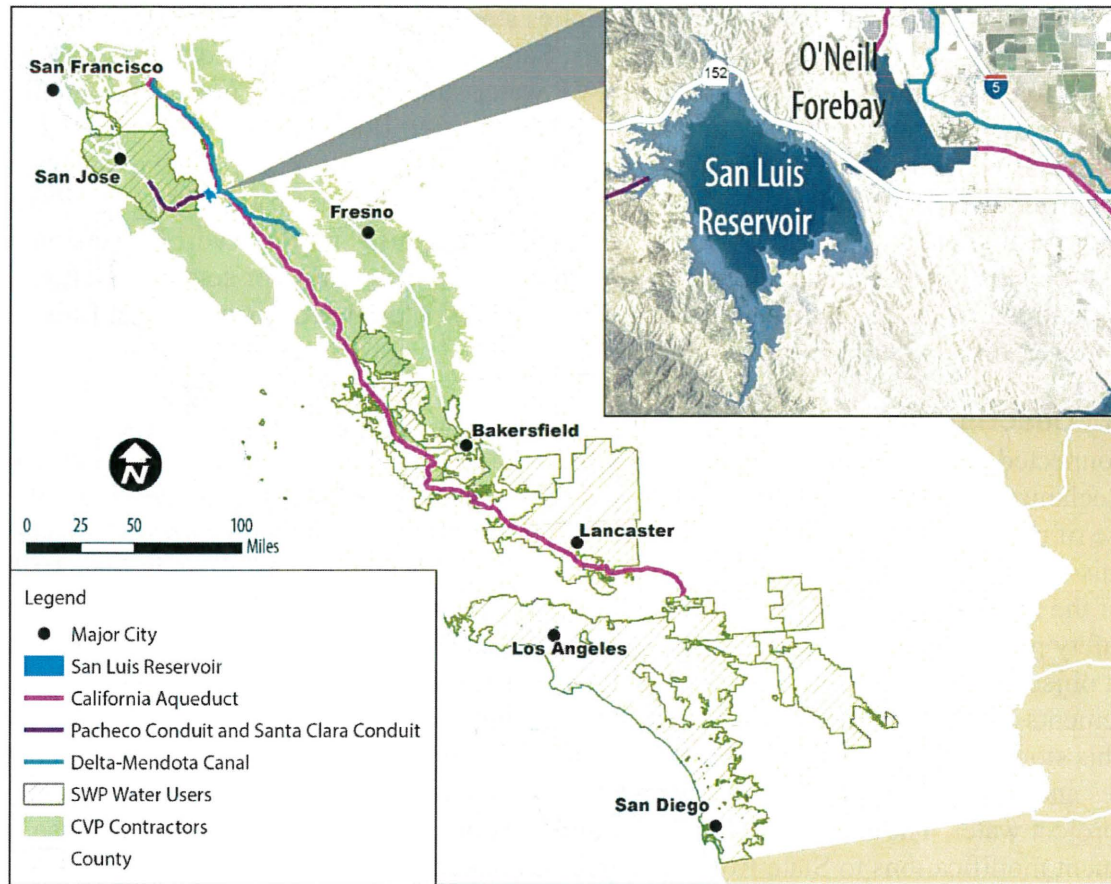 San Francisco
San Jose
Fresno
Bakersfield
Lancaster
Los Angeles
San Diego
152
O'Neill
Forebay
5
San Luis
Reservoir
N
0 25 50 100
Miles
Legend
Major City
San Luis Reservoir
California Aqueduct
Pacheco Conduit and Santa Clara Conduit
Delta-Mendota Canal
SWP Water Users
CVP Contractors
County